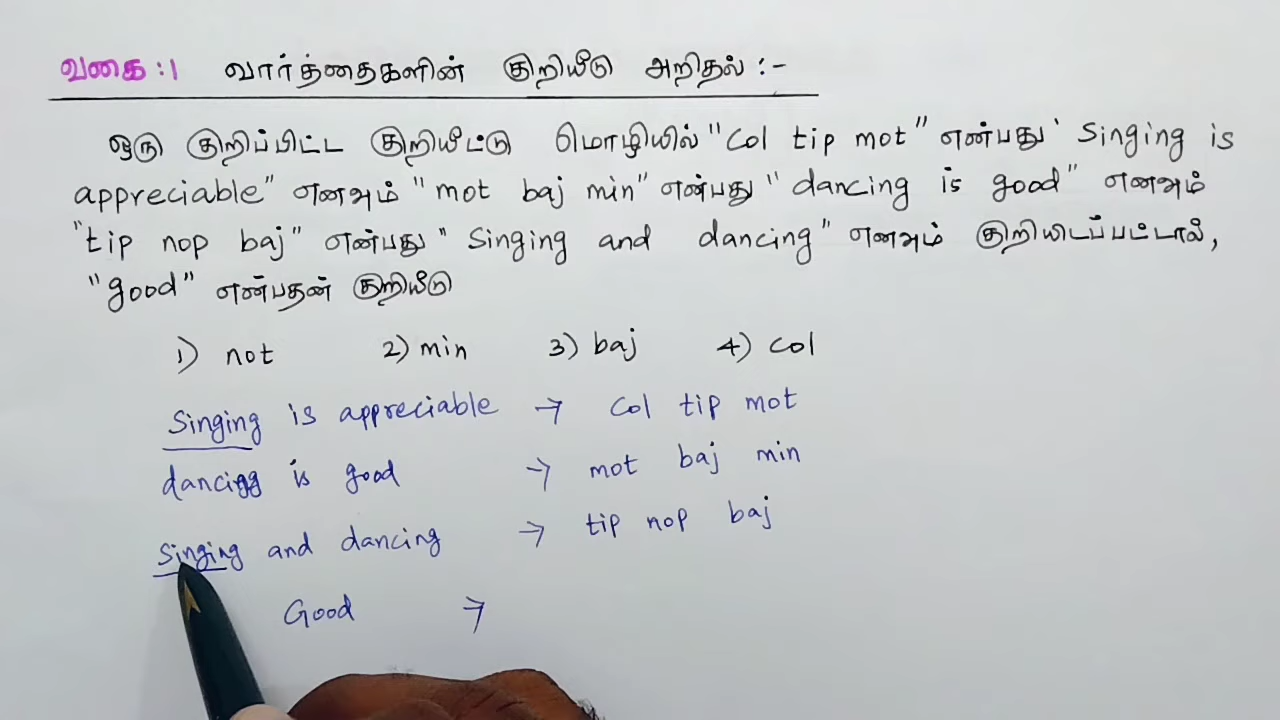 வகை :1 வார்த்தைகளின் குறியீடு அறிதல் :-
ஒரு குறிப்பிட்ட குறியீட்டு மொழியில் "Col tip mot" என்பது ' Singing is
appreciable" எனவும் "mot baj min" என்பது "dancing is good" எனவும்
"tip nop baj" என்பது "Singing and dancing" எனவும் குறியிடப்பட்டால்,
"good" என்பதன் குறியீடு
1) not 2) min 3) baj 4) col
Singing is appreciable → Col tip mot
dancing is good → mot baj min
Singing and dancing → tip nop baj
Good →